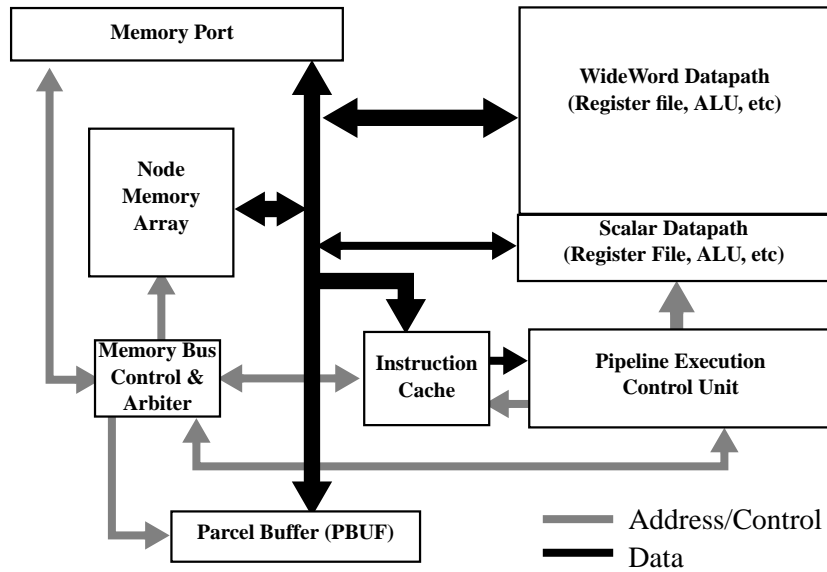 Memory Port
WideWord Datapath
(Register file, ALU, etc)
Node
Memory
Array
Scalar Datapath
(Register File, ALU, etc)
Memory Bus
Control &
Arbiter
Instruction
Cache
Pipeline Execution
Control Unit
Parcel Buffer (PBUF)
Address/Control
Data